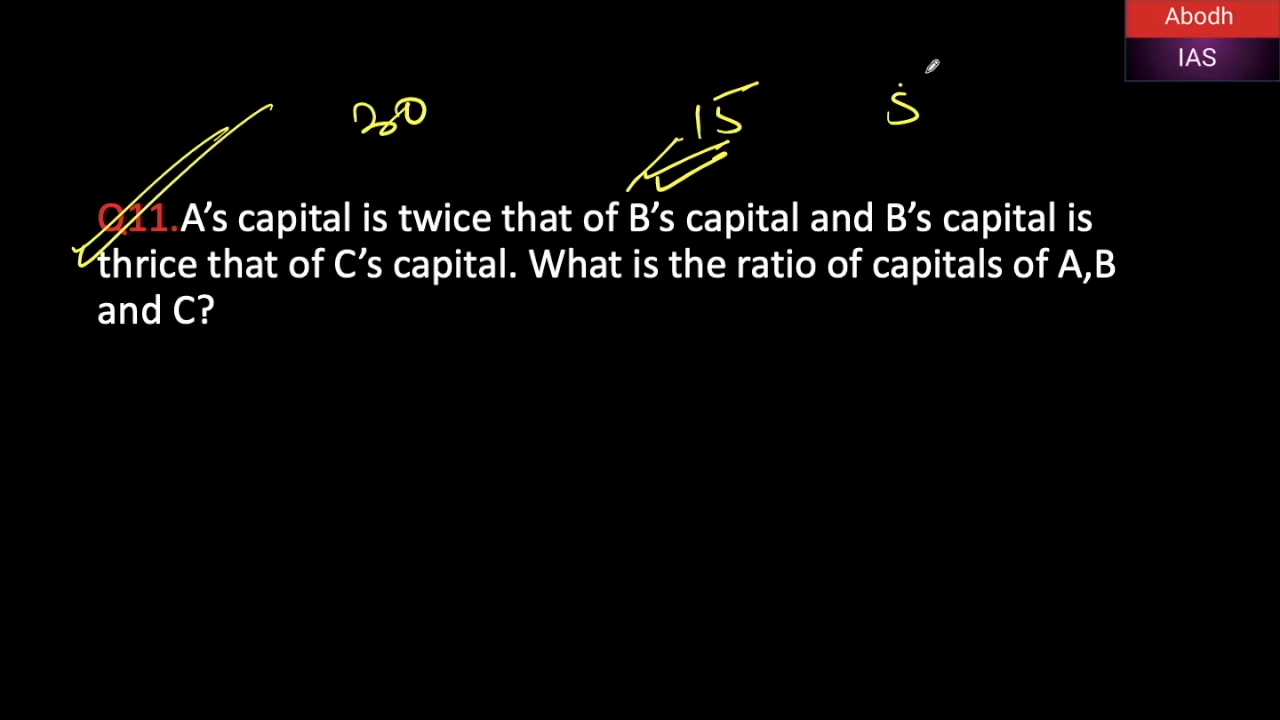 Abodh
IAS
30 15 5
Q11.A’s capital is twice that of B’s capital and B’s capital is
thrice that of C’s capital. What is the ratio of capitals of A,B
and C?